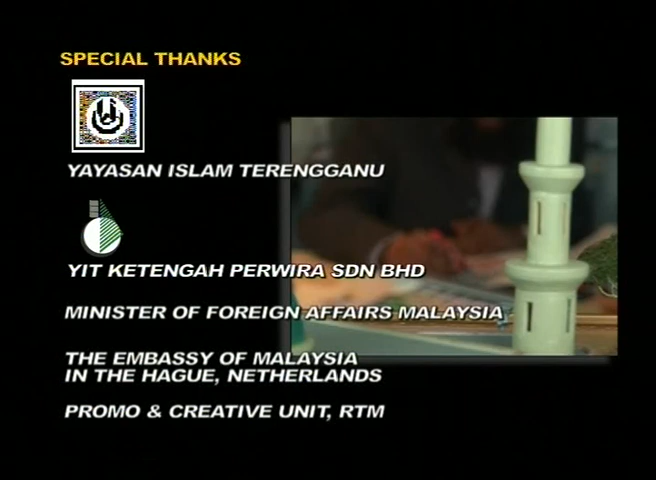 SPECIAL THANKS
YAYASAN ISLAM TERENGGANU
YIT KETENGAH PERWIRA SDN BHD
MINISTER OF FOREIGN AFFAIRS MALAYSIA
THE EMBASSY OF MALAYSIA
IN THE HAGUE, NETHERLANDS
PROMO & CREATIVE UNIT, RTM